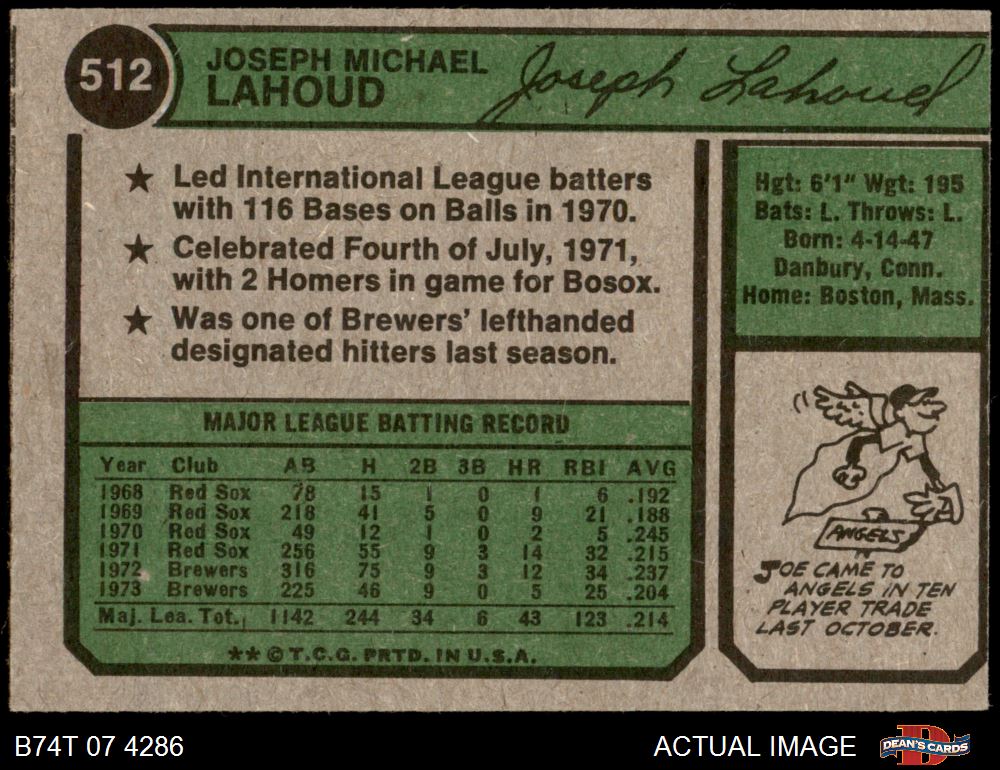 512
JOSEPH MICHAEL
LAHOUD
Joseph Lahoud
★ Led International League batters
with 116 Bases on Balls in 1970.
★ Celebrated Fourth of July, 1971,
with 2 Homers in game for Bosox.
★ Was one of Brewers' lefthanded
designated hitters last season.
Hgt: 6'1" Wgt: 195
Bats: L. Throws: L.
Born: 4-14-47
Danbury, Conn.
Home: Boston, Mass.
MAJOR LEAGUE BATTING RECORD
Year Club AB H 2B 3B HR RBI AVG
1968 Red Sox 78 15 1 0 1 6 .192
1969 Red Sox 218 41 5 0 9 21 .188
1970 Red Sox 49 12 1 0 2 5 .245
1971 Red Sox 256 55 9 3 14 32 .215
1972 Brewers 316 75 9 3 12 34 .237
1973 Brewers 225 46 9 0 5 25 .204
Maj. Lea. Tot. 1142 244 34 6 43 123 .214
**© T.C.G. PRTD. IN U.S.A.
ANGELS
JOE CAME TO
ANGELS IN TEN
PLAYER TRADE
LAST OCTOBER.
B74T 07 4286
ACTUAL IMAGE
D
DEAN'S CARDS